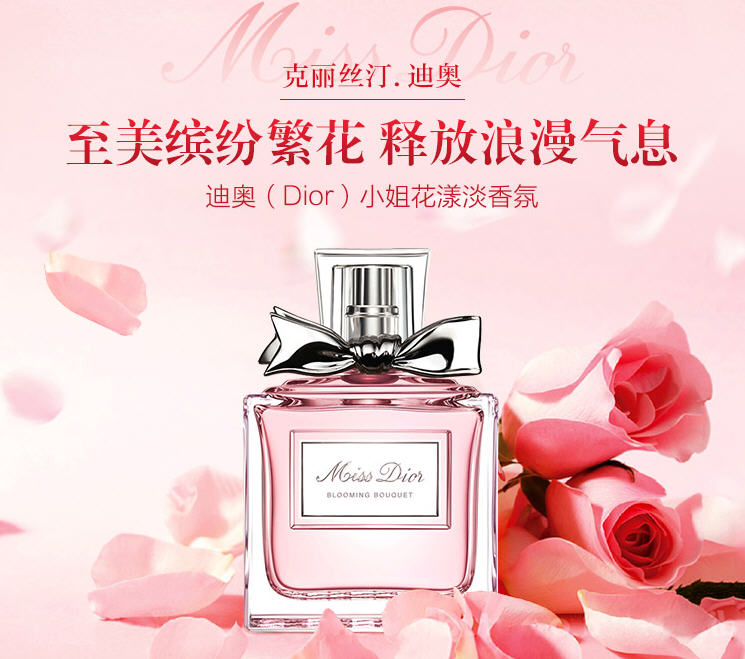 Miss Dior
克丽丝汀.迪奥
至美缤纷繁花 释放浪漫气息
迪奥（Dior）小姐花漾淡香氛
Miss Dior
BLOOMING BOUQUET